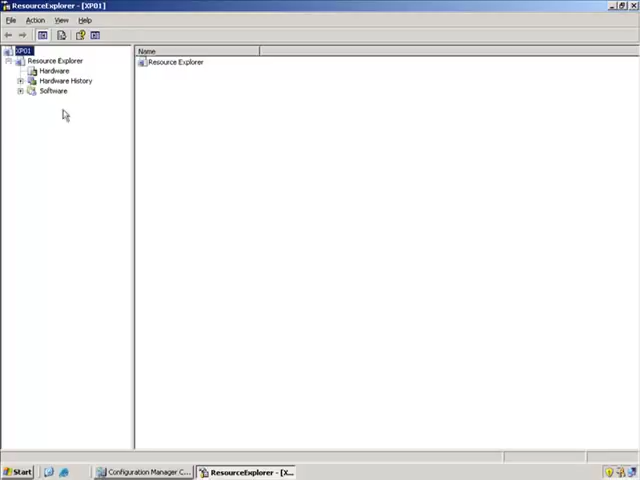 ResourceExplorer - [XP01]
File Action View Help
XP01
Resource Explorer
Hardware
Hardware History
Software
Name
Resource Explorer
Start
Configuration Manager C...
ResourceExplorer - [X...